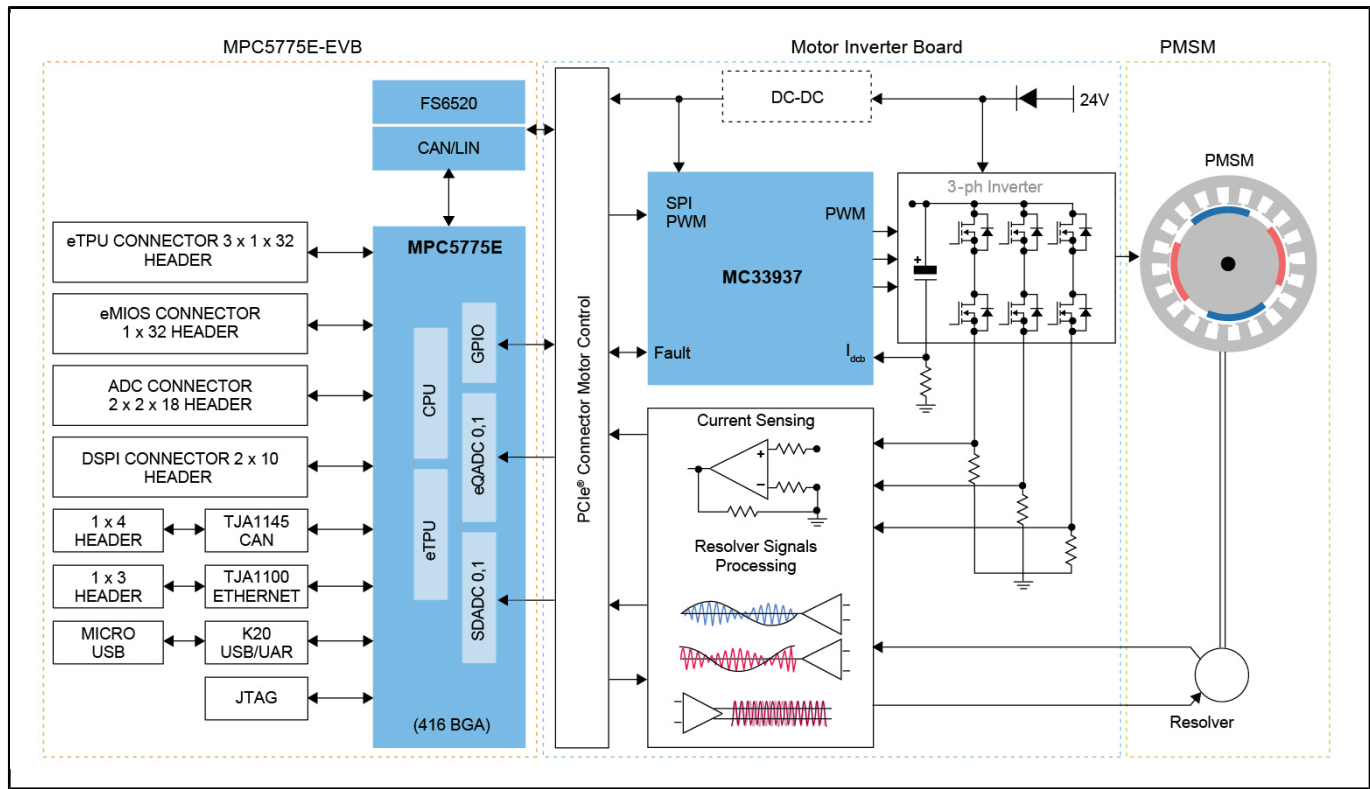 MPC5775E-EVB
Motor Inverter Board
PMSM
FS6520
CAN/LIN
eTPU CONNECTOR 3 x 1 x 32
HEADER
eMIOS CONNECTOR
1 x 32 HEADER
ADC CONNECTOR
2 x 2 x 18 HEADER
DSPI CONNECTOR 2 x 10
HEADER
1 x 4
HEADER
TJA1145
CAN
1 x 3
HEADER
TJA1100
ETHERNET
MICRO
USB
K20
USB/UAR
JTAG
MPC5775E
CPU
GPIO
eTPU
eQADC 0,1
SDADC 0,1
(416 BGA)
PCIe® Connector Motor Control
DC-DC
24V
SPI
PWM
PWM
MC33937
Fault
Idcb
3-ph Inverter
+
Current Sensing
+
−
Resolver Signals
Processing
PMSM
Resolver